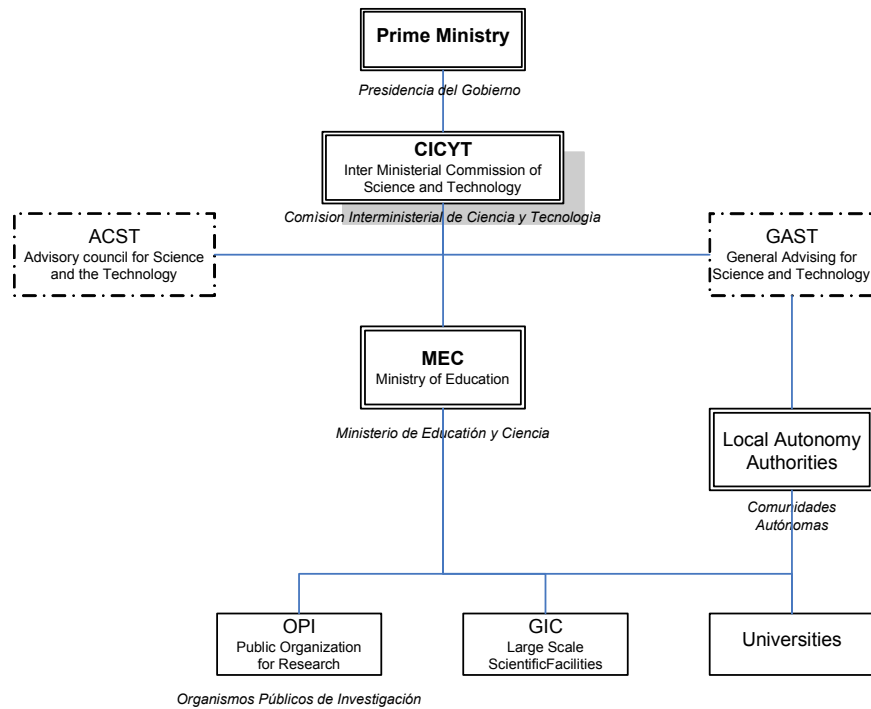 Prime Ministry
Presidencia del Gobierno
CICYT
Inter Ministerial Commission of
Science and Technology
Comision Interministerial de Ciencia y Tecnologia
ACST
Advisory council for Science
and the Technology
GAST
General Advising for
Science and Technology
MEC
Ministry of Education
Ministerio de Educatión y Ciencia
Local Autonomy
Authorities
Comunidades
Autónomas
OPI
Public Organization
for Research
GIC
Large Scale
ScientificFacilities
Universities
Organismos Públicos de Investigación